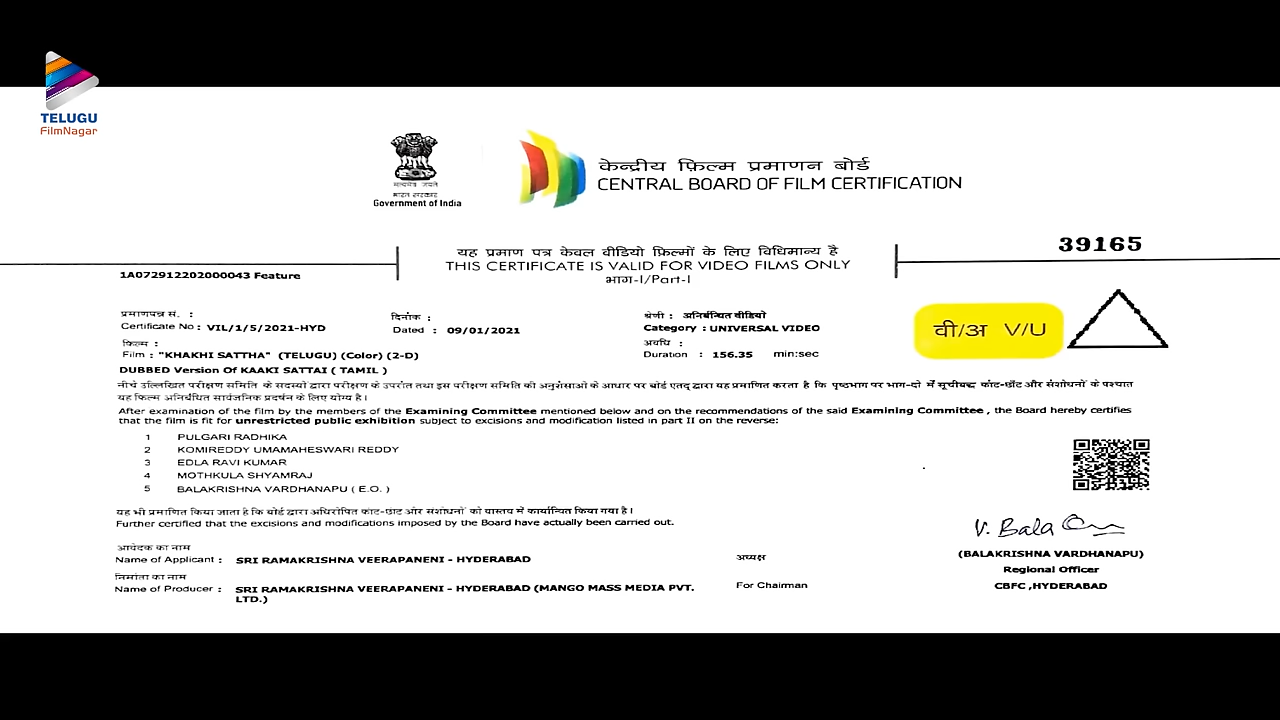 TELUGU
FilmNagar
सत्यमेव जयते
भारत सरकार
Government of India
केन्द्रीय फ़िल्म प्रमाणन बोर्ड
CENTRAL BOARD OF FILM CERTIFICATION
39165
यह प्रमाण पत्र केवल वीडियो फ़िल्मों के लिए विधिमान्य है
THIS CERTIFICATE IS VALID FOR VIDEO FILMS ONLY
भाग-I/Part-I
1A072912202000043 Feature
प्रमाणपत्र सं. :
Certificate No : VIL/1/5/2021-HYD
दिनांक :
Dated : 09/01/2021
श्रेणी : अनिर्बन्धित वीडियो
Category : UNIVERSAL VIDEO
वी/अ V/U
फ़िल्म :
Film : "KHAKHI SATTHA" (TELUGU) (Color) (2-D)
अवधि :
Duration : 156.35 min:sec
DUBBED Version Of KAAKI SATTAI ( TAMIL )
नीचे उल्लिखित परीक्षण समिति के सदस्यों द्वारा परीक्षण के उपरांत तथा इस परीक्षण समिति की अनुशंसाओं के आधार पर बोर्ड एतद् द्वारा यह प्रमाणित करता है कि पृष्ठभाग पर भाग-दो में सूचीबद्ध काँट-छाँट और संशोधनों के पश्चात
यह फिल्म अनिर्बंधित सार्वजनिक प्रदर्शन के लिए योग्य है।
After examination of the film by the members of the Examining Committee mentioned below and on the recommendations of the said Examining Committee , the Board hereby certifies
that the film is fit for unrestricted public exhibition subject to excisions and modification listed in part II on the reverse:
1 PULGARI RADHIKA
2 KOMIREDDY UMAMAHESWARI REDDY
3 EDLA RAVI KUMAR
4 MOTHKULA SHYAMRAJ
5 BALAKRISHNA VARDHANAPU ( E.O. )
यह भी प्रमाणित किया जाता है कि बोर्ड द्वारा अधिरोपित काट-छाट और संशोधनों को वास्तव में कार्यान्वित किया गया है।
Further certified that the excisions and modifications imposed by the Board have actually been carried out.
आवेदक का नाम
Name of Applicant : SRI RAMAKRISHNA VEERAPANENI - HYDERABAD
निर्माता का नाम
Name of Producer : SRI RAMAKRISHNA VEERAPANENI - HYDERABAD (MANGO MASS MEDIA PVT.
LTD.)
अध्यक्ष
For Chairman
V. Bala
(BALAKRISHNA VARDHANAPU)
Regional Officer
CBFC ,HYDERABAD